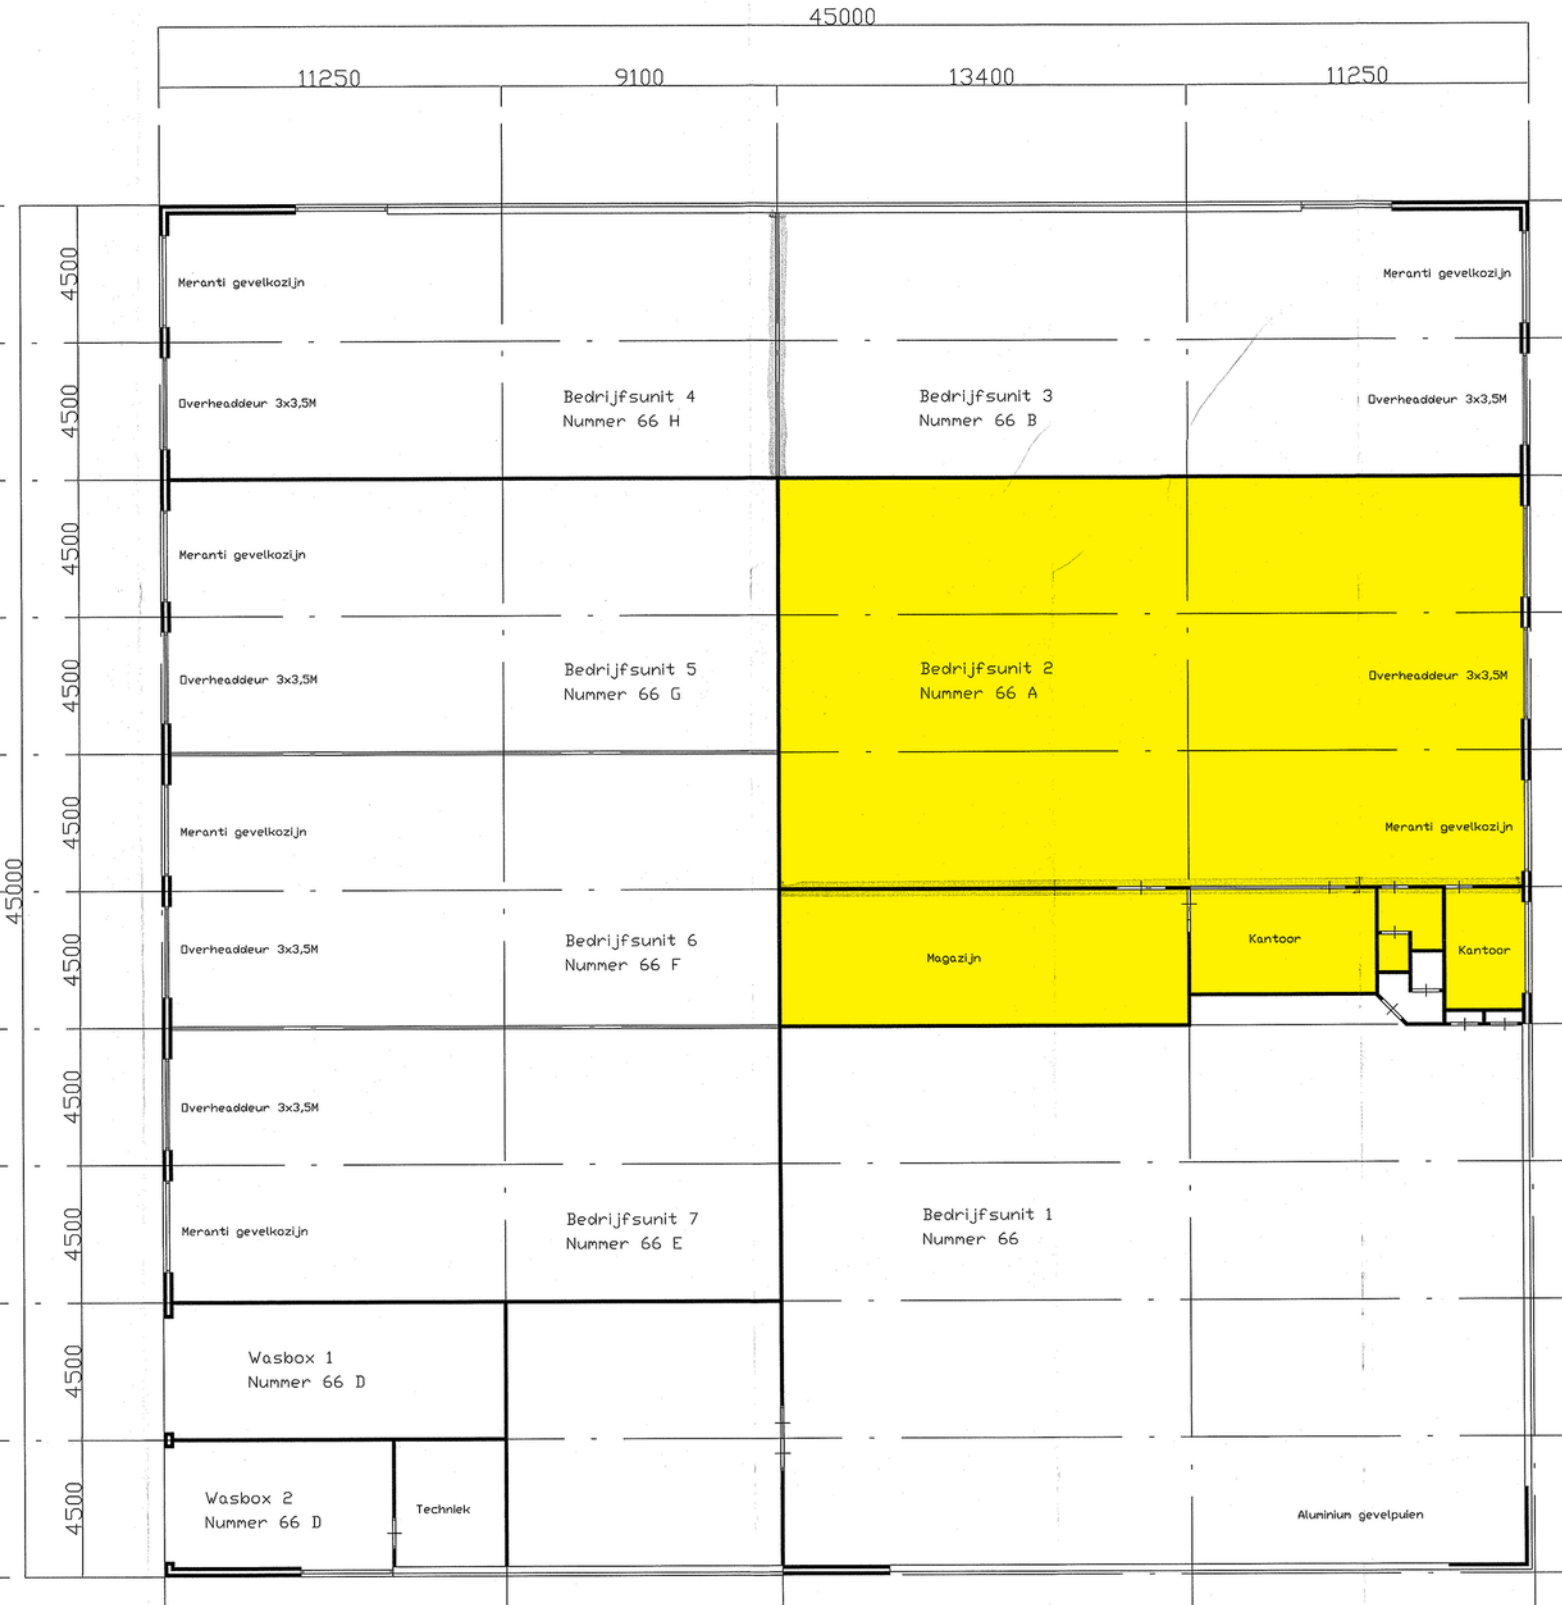 45000
11250
9100
13400
11250
4500
Meranti gevelkozijn
Meranti gevelkozijn
4500
Overheaddeur 3x3,5M
Bedrijfsunit 4
Nummer 66 H
Bedrijfsunit 3
Nummer 66 B
Overheaddeur 3x3,5M
4500
Meranti gevelkozijn
4500
Overheaddeur 3x3,5M
Bedrijfsunit 5
Nummer 66 G
Bedrijfsunit 2
Nummer 66 A
Overheaddeur 3x3,5M
4500
Meranti gevelkozijn
Meranti gevelkozijn
45000
4500
Overheaddeur 3x3,5M
Bedrijfsunit 6
Nummer 66 F
Magazijn
Kantoor
Kantoor
4500
Overheaddeur 3x3,5M
4500
Meranti gevelkozijn
Bedrijfsunit 7
Nummer 66 E
Bedrijfsunit 1
Nummer 66
4500
Wasbox 1
Nummer 66 D
4500
Wasbox 2
Nummer 66 D
Techniek
Aluminium gevelpuien